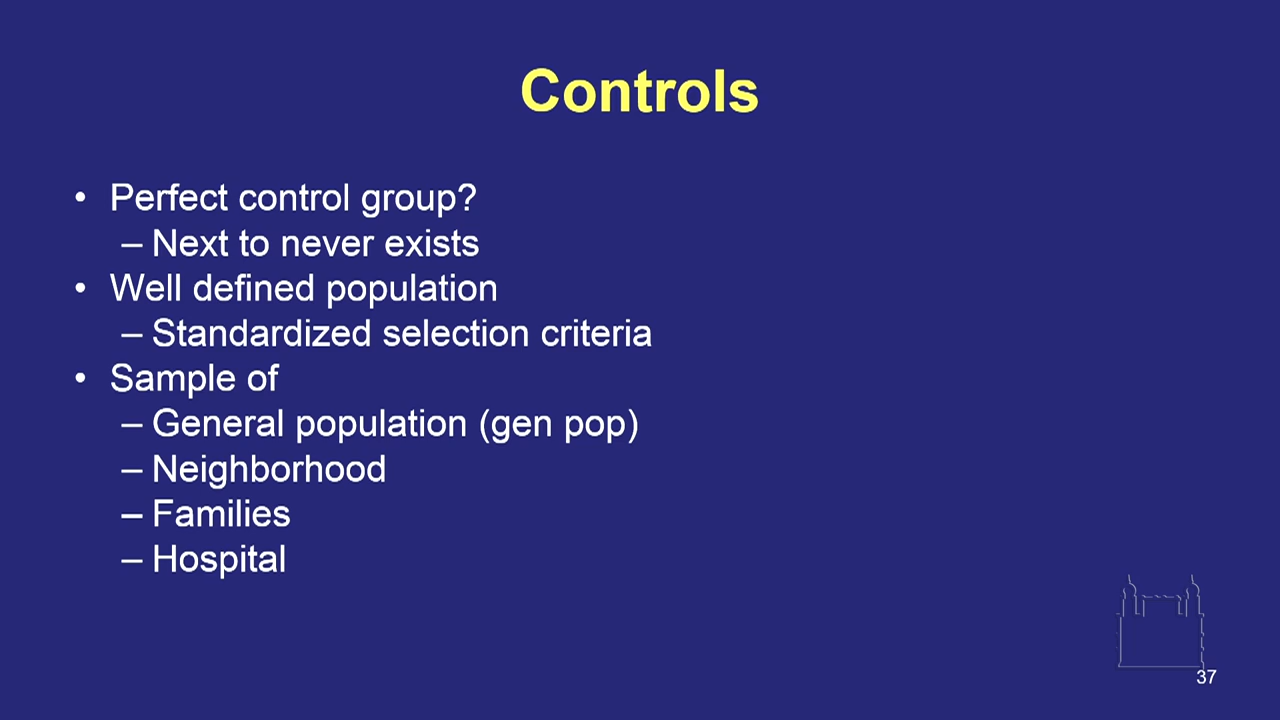 Controls
• Perfect control group?
– Next to never exists
• Well defined population
– Standardized selection criteria
• Sample of
– General population (gen pop)
– Neighborhood
– Families
– Hospital
37